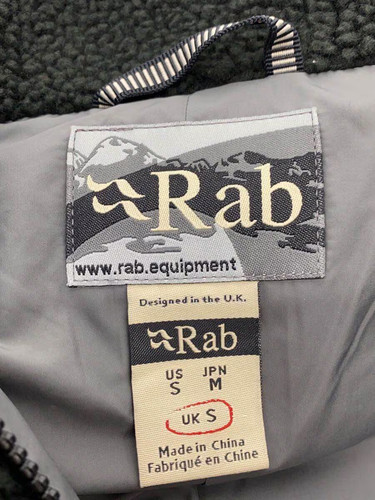 Rab
www.rab.equipment
Designed in the U.K.
Rab
US JPN
S M
UK S
Made in China
Fabriqué en Chine